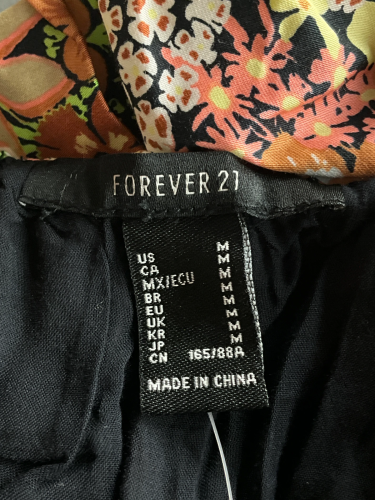 FOREVER 21
US M
CA M
MX/ECU M
BR M
EU M
UK M
KR M
JP M
CN 165/88A
MADE IN CHINA